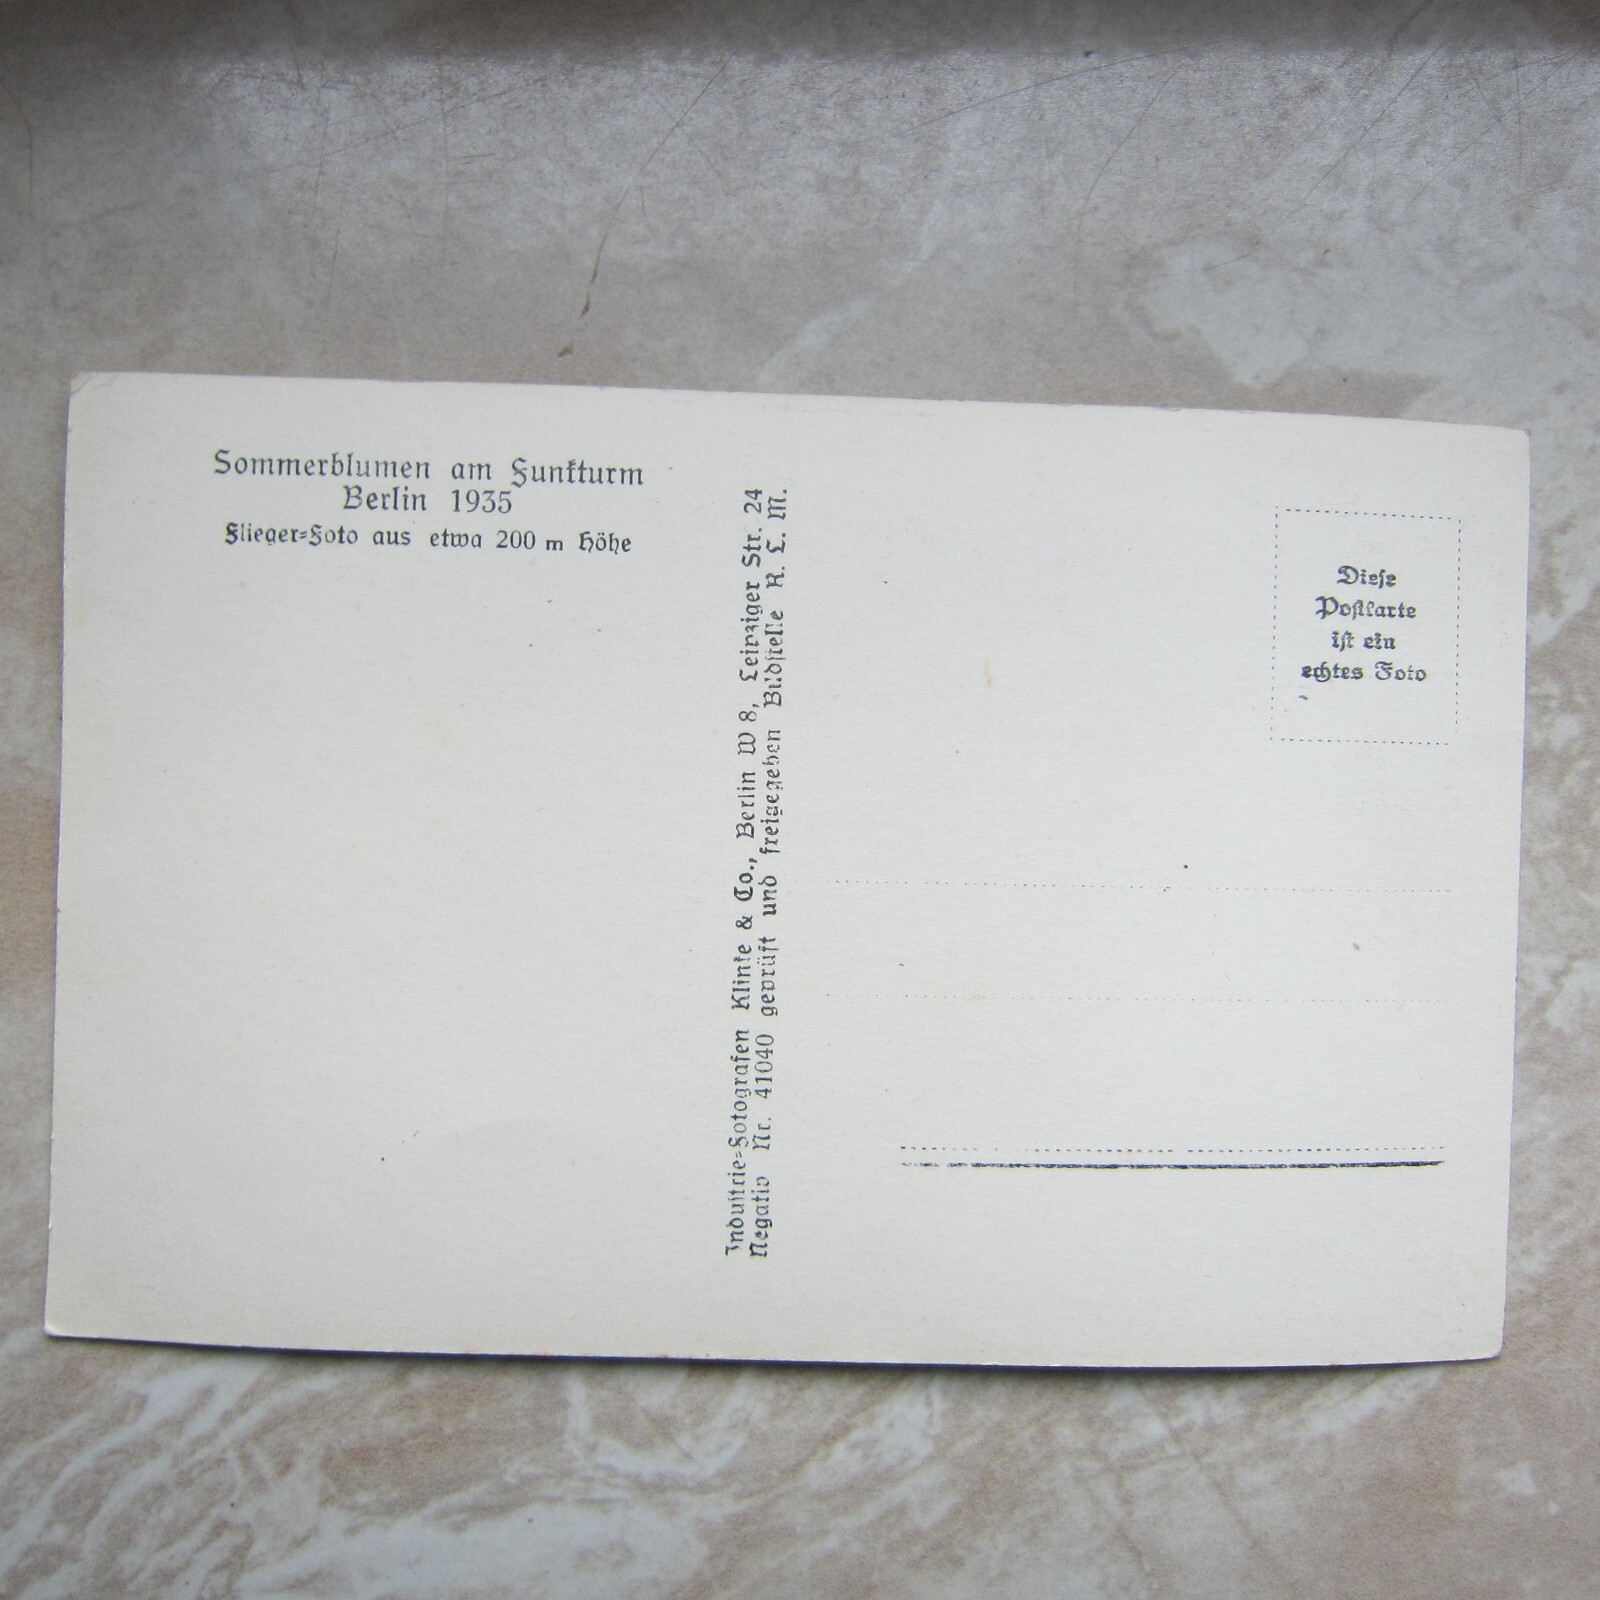 Sommerblumen am Funkturm
Berlin 1935
Flieger=Foto aus etwa 200 m Höhe
Industrie=Fotografen Klinke & Co., Berlin W 8, Leipziger Str. 24
Negativ Nr. 41040 geprüft und freigegeben Bildstelle R. L. M.
Diese
Postkarte
ist ein
echtes Foto